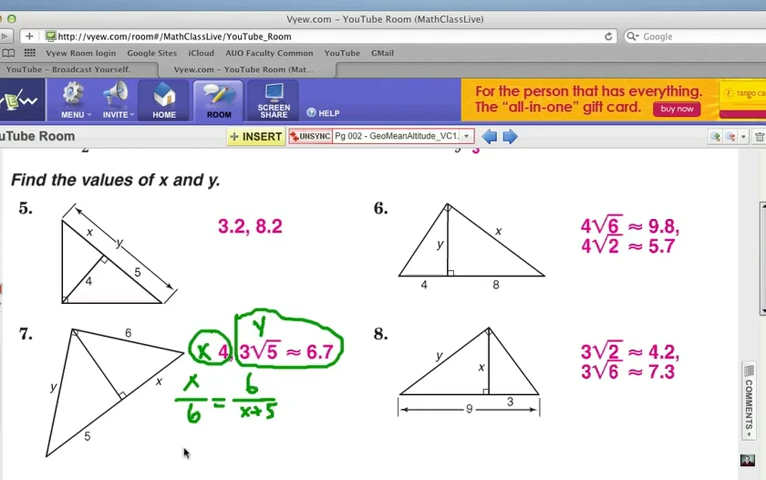 Vyew.com – YouTube Room (MathClassLive)
http://vyew.com/room#/MathClassLive/YouTube_Room
Google
Vyew Room login Google Sites iCloud AUO Faculty Common YouTube GMail
YouTube - Broadcast Yourself. Vyew.com - YouTube Room (Mat...
MENU INVITE HOME ROOM SCREEN SHARE HELP
For the person that has everything.
The "all-in-one" gift card. buy now
uTube Room + INSERT UNSYNC Pg 002 - GeoMeanAltitude_VC1.
Find the values of x and y.
5.
x
y
4
5
3.2, 8.2
6.
y
x
4
8
4√6 ≈ 9.8,
4√2 ≈ 5.7
7.
6
y
x
5
y
x 4, 3√5 ≈ 6.7
x/6 = 6/x+5
8.
y
x
3
9
3√2 ≈ 4.2,
3√6 ≈ 7.3
COMMENTS